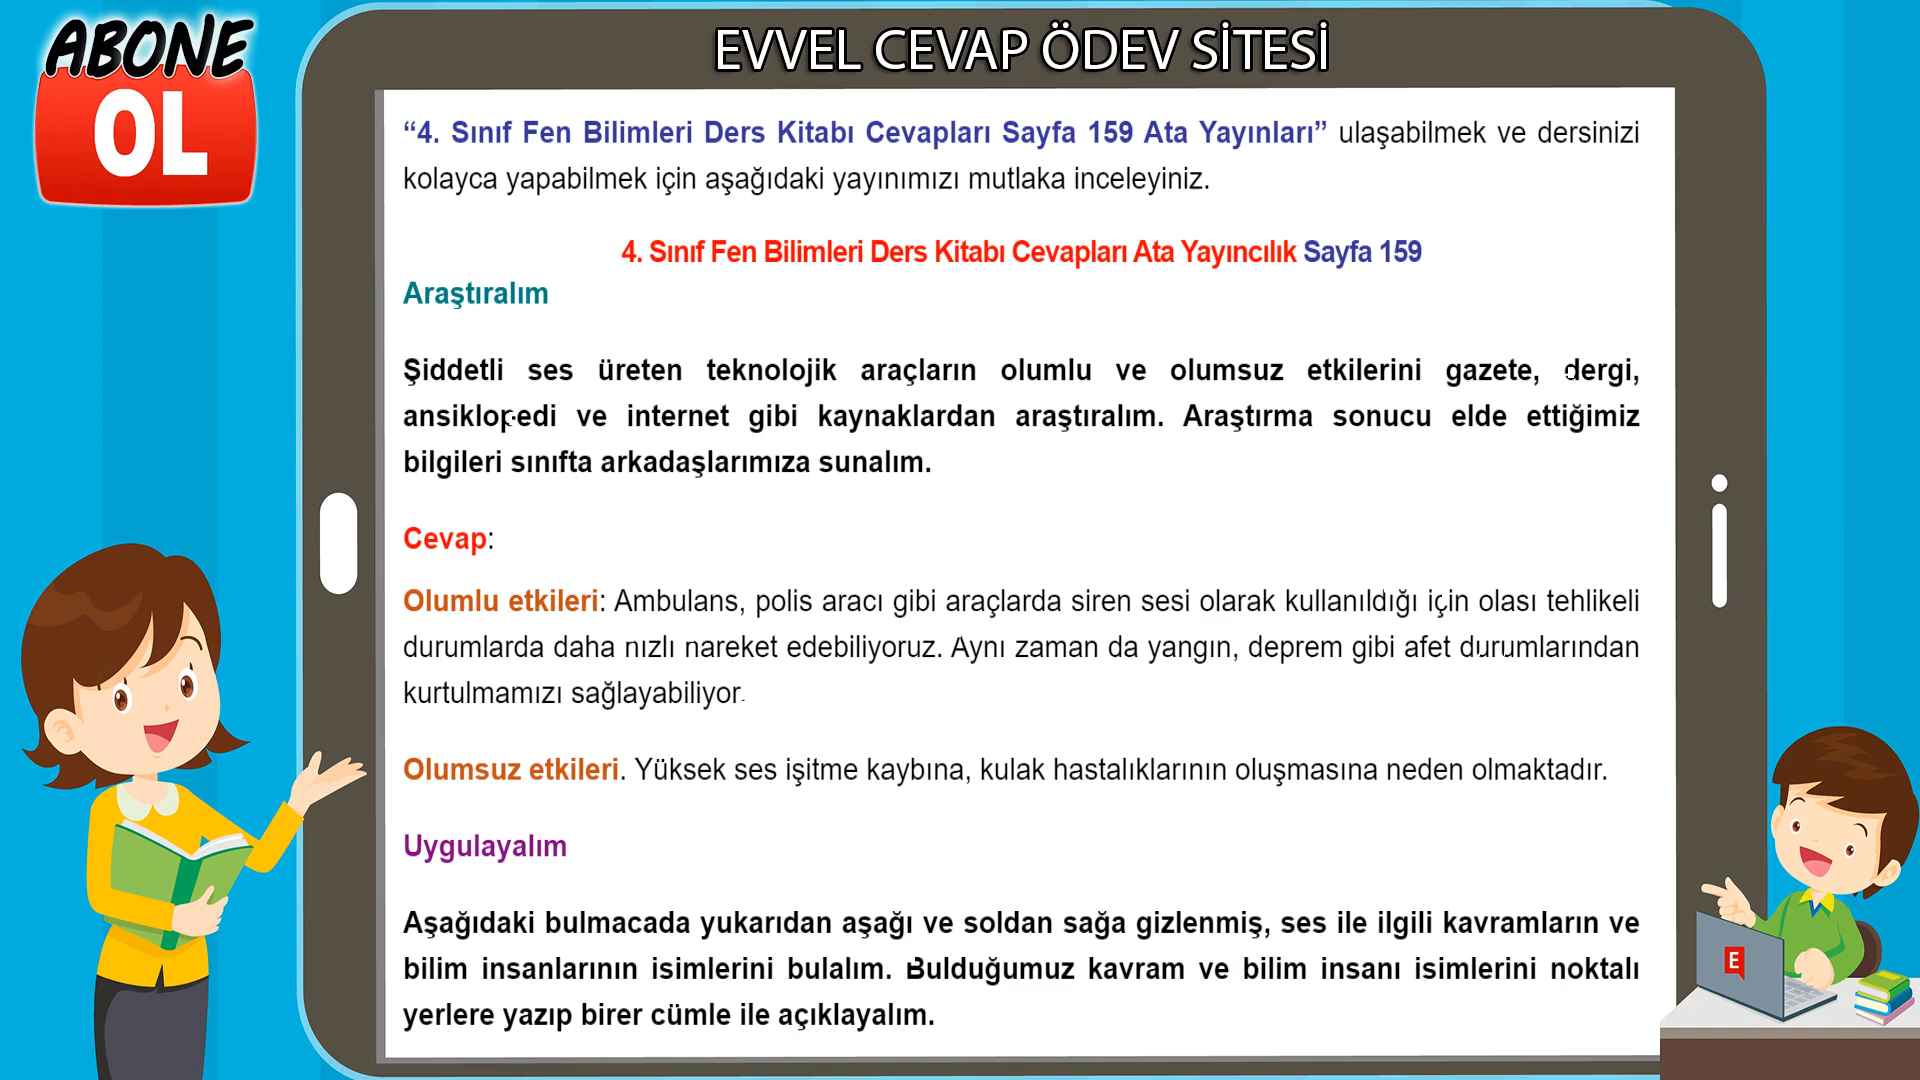 ABONE
OL
EVVEL CEVAP ÖDEV SİTESİ
“4. Sınıf Fen Bilimleri Ders Kitabı Cevapları Sayfa 159 Ata Yayınları” ulaşabilmek ve dersinizi
kolayca yapabilmek için aşağıdaki yayınımızı mutlaka inceleyiniz.
4. Sınıf Fen Bilimleri Ders Kitabı Cevapları Ata Yayıncılık Sayfa 159
Araştıralım
Şiddetli ses üreten teknolojik araçların olumlu ve olumsuz etkilerini gazete, dergi,
ansiklopedi ve internet gibi kaynaklardan araştıralım. Araştırma sonucu elde ettiğimiz
bilgileri sınıfta arkadaşlarımıza sunalım.
Cevap:
Olumlu etkileri: Ambulans, polis aracı gibi araçlarda siren sesi olarak kullanıldığı için olası tehlikeli
durumlarda daha hızlı hareket edebiliyoruz. Aynı zaman da yangın, deprem gibi afet durumlarından
kurtulmamızı sağlayabiliyor.
Olumsuz etkileri. Yüksek ses işitme kaybına, kulak hastalıklarının oluşmasına neden olmaktadır.
Uygulayalım
Aşağıdaki bulmacada yukarıdan aşağı ve soldan sağa gizlenmiş, ses ile ilgili kavramların ve
bilim insanlarının isimlerini bulalım. Bulduğumuz kavram ve bilim insanı isimlerini noktalı
yerlere yazıp birer cümle ile açıklayalım.
E